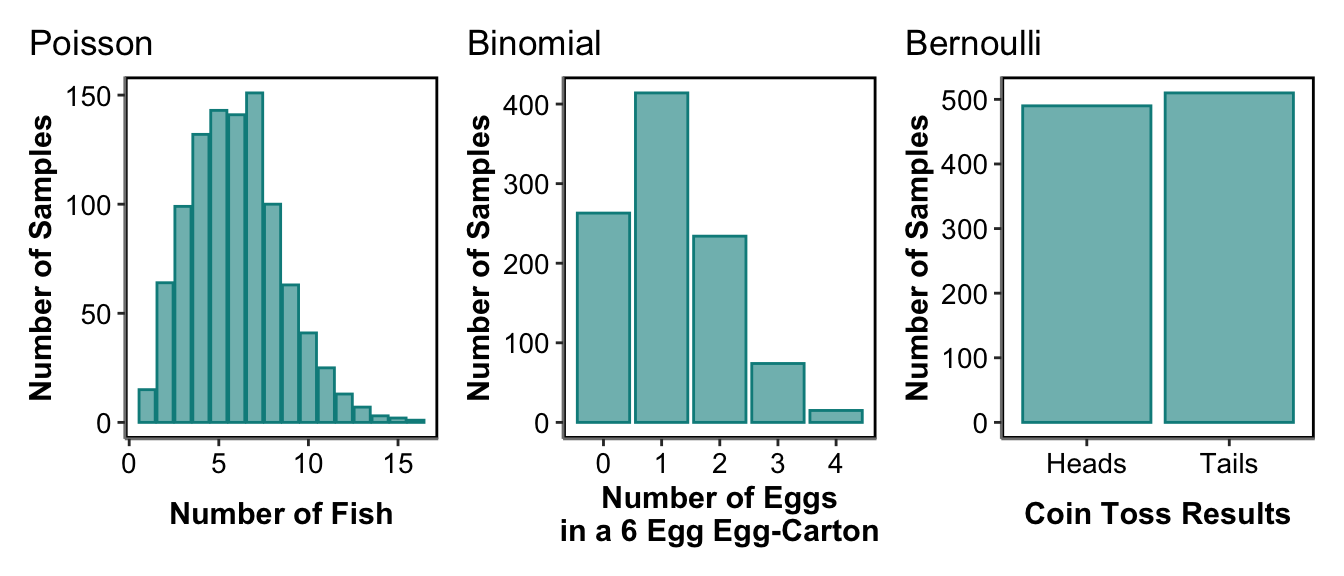 Poisson
Number of Samples
150
100
50
0
0 5 10 15
Number of Fish
Binomial
Number of Samples
400
300
200
100
0
0 1 2 3 4
Number of Eggs
in a 6 Egg Egg-Carton
Bernoulli
Number of Samples
500
400
300
200
100
0
Heads Tails
Coin Toss Results